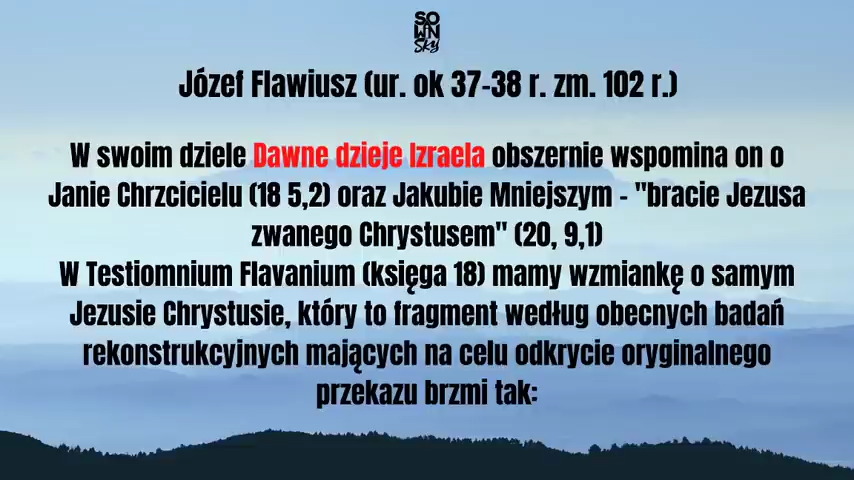 SO
WN
Sky
Józef Flawiusz (ur. ok 37-38 r. zm. 102 r.)
W swoim dziele Dawne dzieje Izraela obszernie wspomina on o
Janie Chrzcicielu (18 5,2) oraz Jakubie Mniejszym - "bracie Jezusa
zwanego Chrystusem" (20, 9,1)
W Testiomnium Flavanium (księga 18) mamy wzmiankę o samym
Jezusie Chrystusie, który to fragment według obecnych badań
rekonstrukcyjnych mających na celu odkrycie oryginalnego
przekazu brzmi tak: